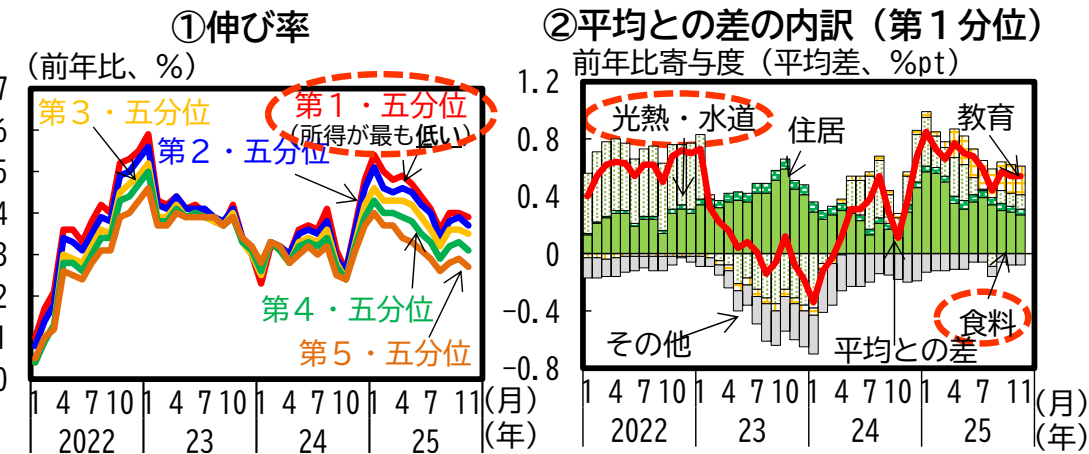 ①伸び率
(前年比、%)
7
6
5
4
3
2
1
0
第3・五分位
第1・五分位
(所得が最も低い)
第2・五分位
第4・五分位
第5・五分位
1 4 7 10 1 4 7 10 1 4 7 10 1 4 7 11 (月)
2022 23 24 25 (年)
②平均との差の内訳(第1分位)
前年比寄与度(平均差、%pt)
1.2
0.8
0.4
0
-0.4
-0.8
光熱・水道
住居
教育
その他
平均との差
食料
1 4 7 10 1 4 7 10 1 4 7 10 1 4 7 11 (月)
2022 23 24 25 (年)